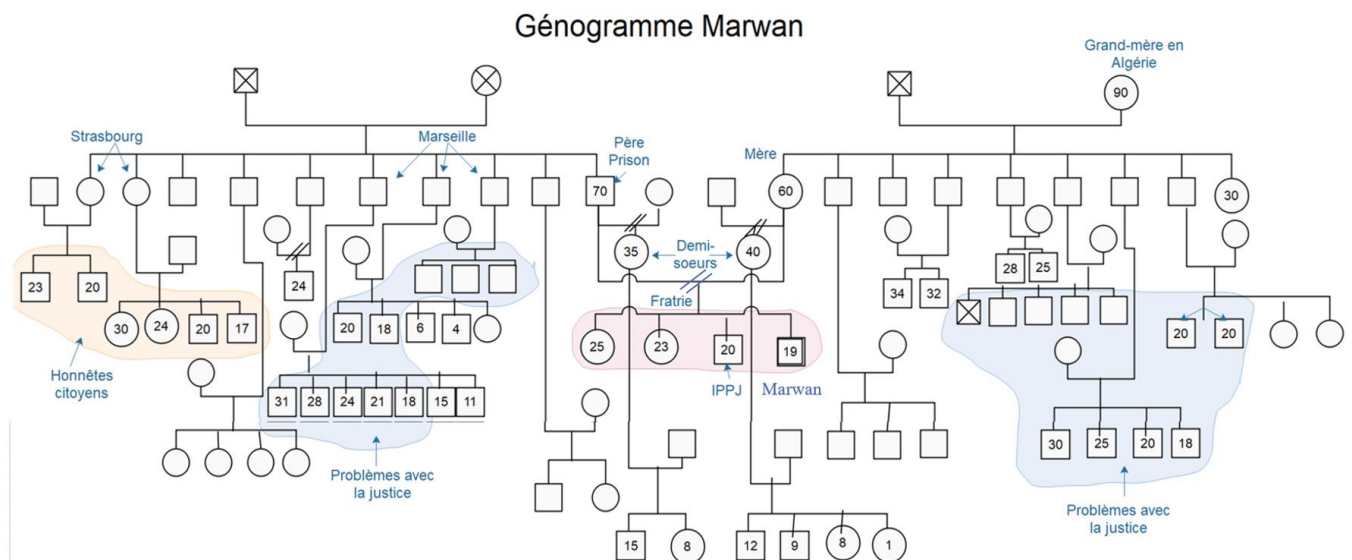 Génogramme Marwan
Grand-mère en
Algérie
90
Strasbourg
Marseille
Père
Prison
Mère
70
60
30
35
Demi-
soeurs
40
23
20
24
28
25
34
32
Fratrie
30
24
20
17
20
18
6
4
25
23
20
19
20
20
Honnêtes
citoyens
IPPJ
Marwan
31
28
24
21
18
15
11
30
25
20
18
Problèmes avec
la justice
Problèmes avec
la justice
15
8
12
9
8
1